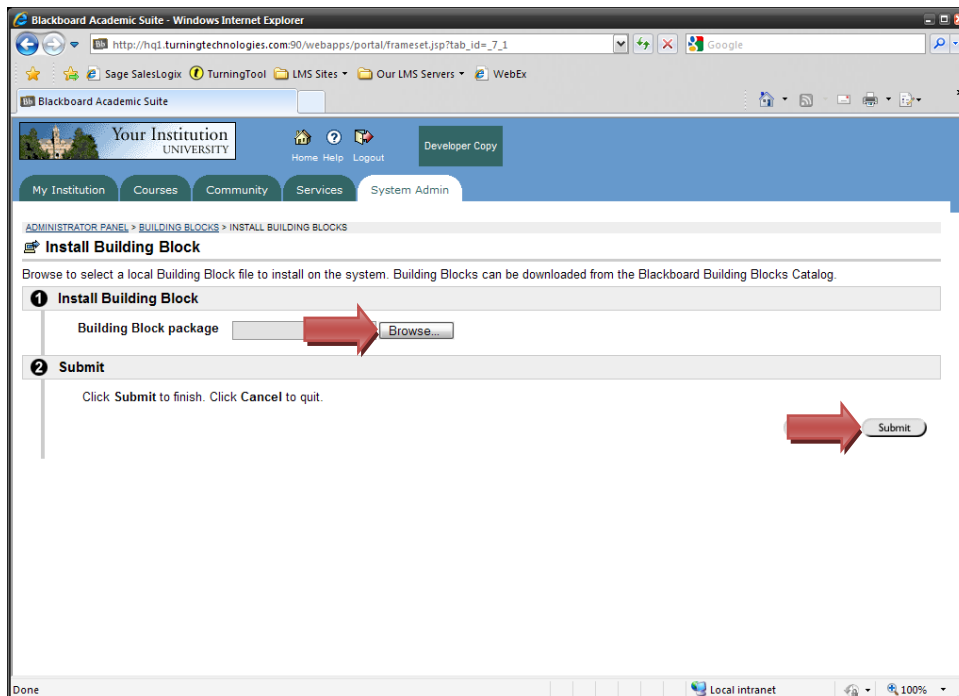 Blackboard Academic Suite - Windows Internet Explorer
http://hq1.turningtechnologies.com:90/webapps/portal/frameset.jsp?tab_id=_7_1
Google
Sage SalesLogix TurningTool LMS Sites Our LMS Servers WebEx
Blackboard Academic Suite
Your Institution
UNIVERSITY
Home Help Logout
Developer Copy
My Institution Courses Community Services System Admin
ADMINISTRATOR PANEL > BUILDING BLOCKS > INSTALL BUILDING BLOCKS
Install Building Block
Browse to select a local Building Block file to install on the system. Building Blocks can be downloaded from the Blackboard Building Blocks Catalog.
1 Install Building Block
Building Block package Browse...
2 Submit
Click Submit to finish. Click Cancel to quit.
Submit
Done Local intranet 100%